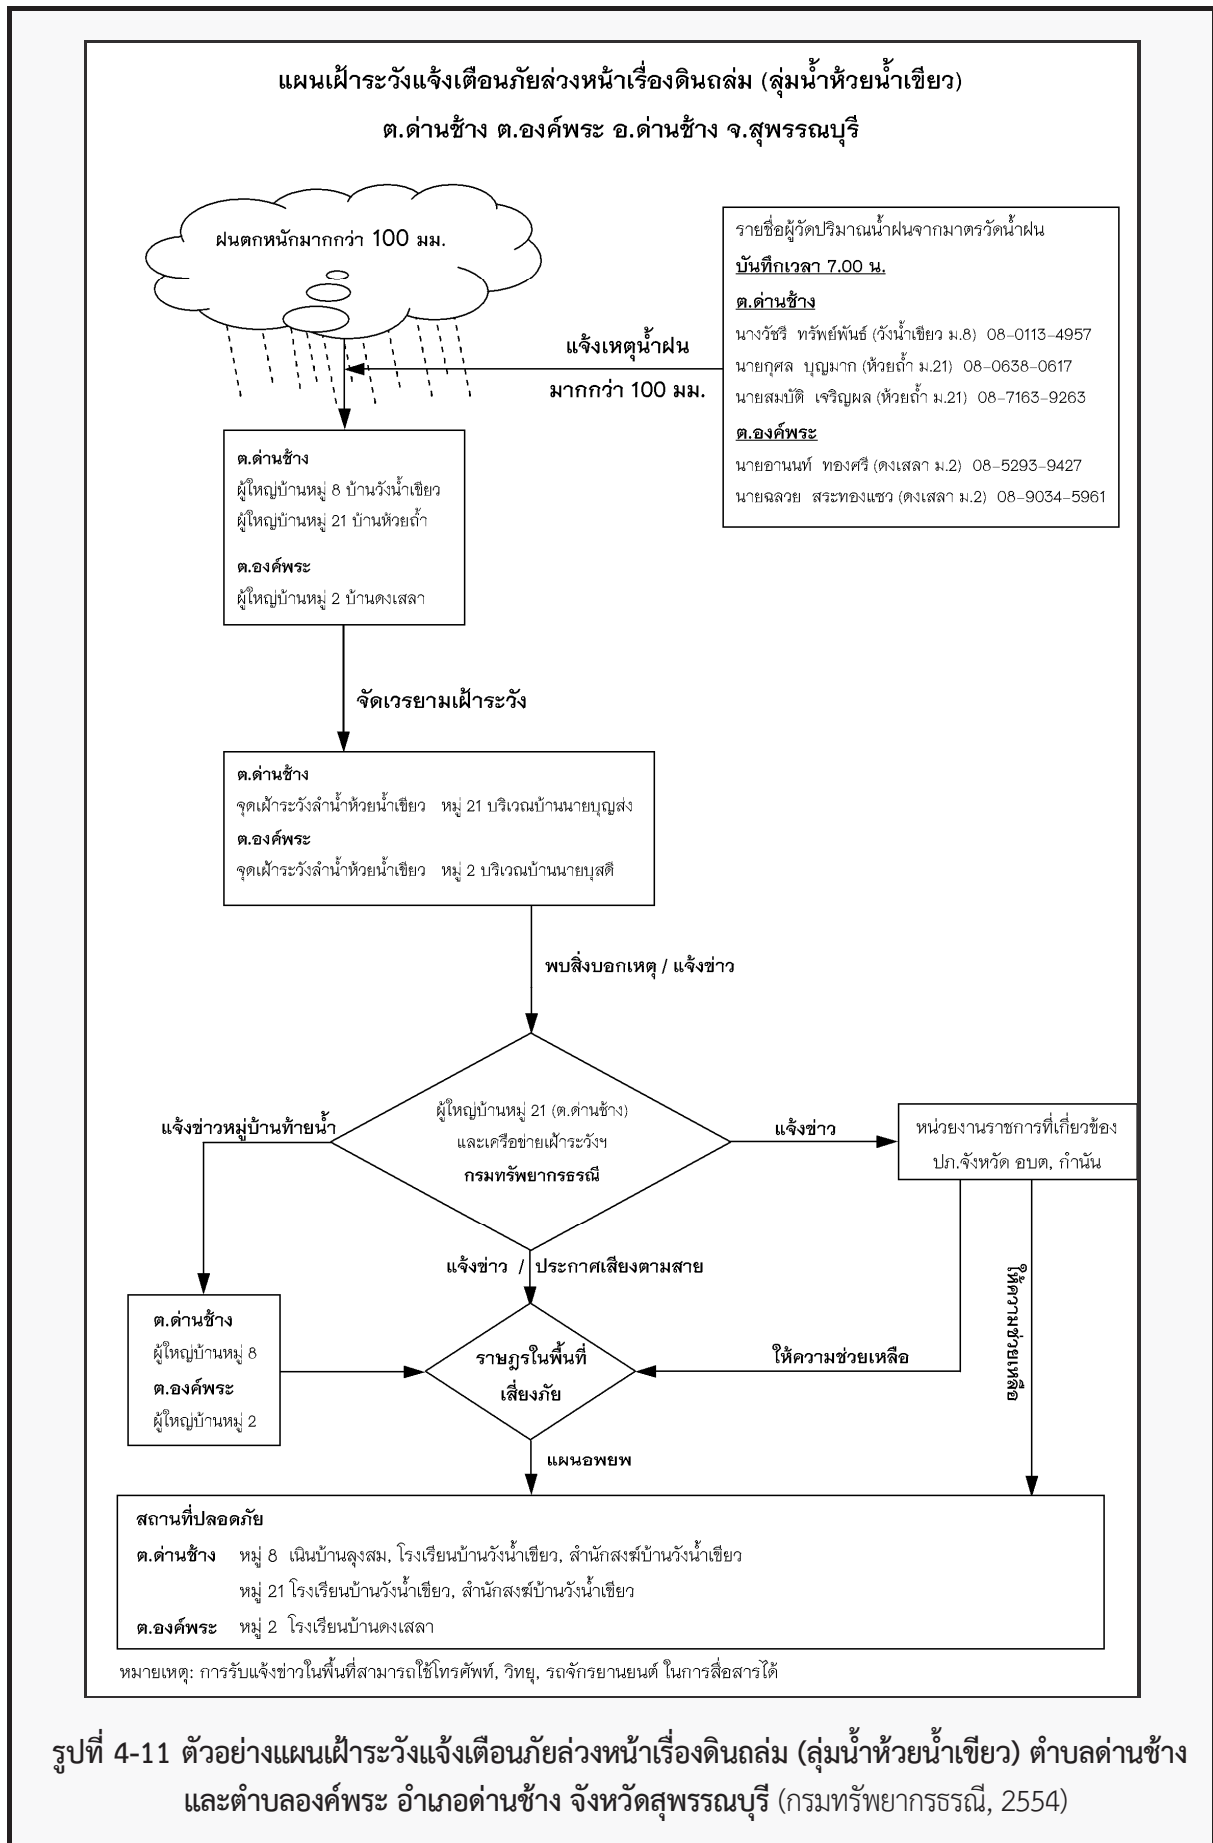 แผนเฝ้าระวังแจ้งเตือนภัยล่วงหน้าเรื่องดินถล่ม (ลุ่มน้ำห้วยน้ำเขียว)
ต.ด่านช้าง ต.องค์พระ อ.ด่านช้าง จ.สุพรรณบุรี
ฝนตกหนักมากกว่า 100 มม.
รายชื่อผู้วัดปริมาณน้ำฝนจากมาตรวัดน้ำฝน
บันทึกเวลา 7.00 น.
ต.ด่านช้าง
นางวัชรี ทรัพย์พันธ์ (วังน้ำเขียว ม.8) 08-0113-4957
นายกุศล บุญมาก (ห้วยถ้ำ ม.21) 08-0638-0617
นายสมบัติ เจริญผล (ห้วยถ้ำ ม.21) 08-7163-9263
ต.องค์พระ
นายอานนท์ ทองศรี (ดงเสลา ม.2) 08-5293-9427
นายฉลวย สระทองแซว (ดงเสลา ม.2) 08-9034-5961
แจ้งเหตุน้ำฝน
มากกว่า 100 มม.
ต.ด่านช้าง
ผู้ใหญ่บ้านหมู่ 8 บ้านวังน้ำเขียว
ผู้ใหญ่บ้านหมู่ 21 บ้านห้วยถ้ำ
ต.องค์พระ
ผู้ใหญ่บ้านหมู่ 2 บ้านดงเสลา
จัดเวรยามเฝ้าระวัง
ต.ด่านช้าง
จุดเฝ้าระวังลำน้ำห้วยน้ำเขียว หมู่ 21 บริเวณบ้านนายบุญส่ง
ต.องค์พระ
จุดเฝ้าระวังลำน้ำห้วยน้ำเขียว หมู่ 2 บริเวณบ้านนายบุสดี
พบสิ่งบอกเหตุ / แจ้งข่าว
ผู้ใหญ่บ้านหมู่ 21 (ต.ด่านช้าง)
และเครือข่ายเฝ้าระวังฯ
กรมทรัพยากรธรณี
แจ้งข่าวหมู่บ้านท้ายน้ำ
แจ้งข่าว
หน่วยงานราชการที่เกี่ยวข้อง
ปภ.จังหวัด อบต, กำนัน
แจ้งข่าว / ประกาศเสียงตามสาย
ต.ด่านช้าง
ผู้ใหญ่บ้านหมู่ 8
ต.องค์พระ
ผู้ใหญ่บ้านหมู่ 2
ราษฎรในพื้นที่
เสี่ยงภัย
ให้ความช่วยเหลือ
ให้ความช่วยเหลือ
แผนอพยพ
สถานที่ปลอดภัย
ต.ด่านช้าง หมู่ 8 เนินบ้านลุงสม, โรงเรียนบ้านวังน้ำเขียว, สำนักสงฆ์บ้านวังน้ำเขียว
หมู่ 21 โรงเรียนบ้านวังน้ำเขียว, สำนักสงฆ์บ้านวังน้ำเขียว
ต.องค์พระ หมู่ 2 โรงเรียนบ้านดงเสลา
หมายเหตุ: การรับแจ้งข่าวในพื้นที่สามารถใช้โทรศัพท์, วิทยุ, รถจักรยานยนต์ ในการสื่อสารได้
รูปที่ 4-11 ตัวอย่างแผนเฝ้าระวังแจ้งเตือนภัยล่วงหน้าเรื่องดินถล่ม (ลุ่มน้ำห้วยน้ำเขียว) ตำบลด่านช้าง
และตำบลองค์พระ อำเภอด่านช้าง จังหวัดสุพรรณบุรี (กรมทรัพยากรธรณี, 2554)